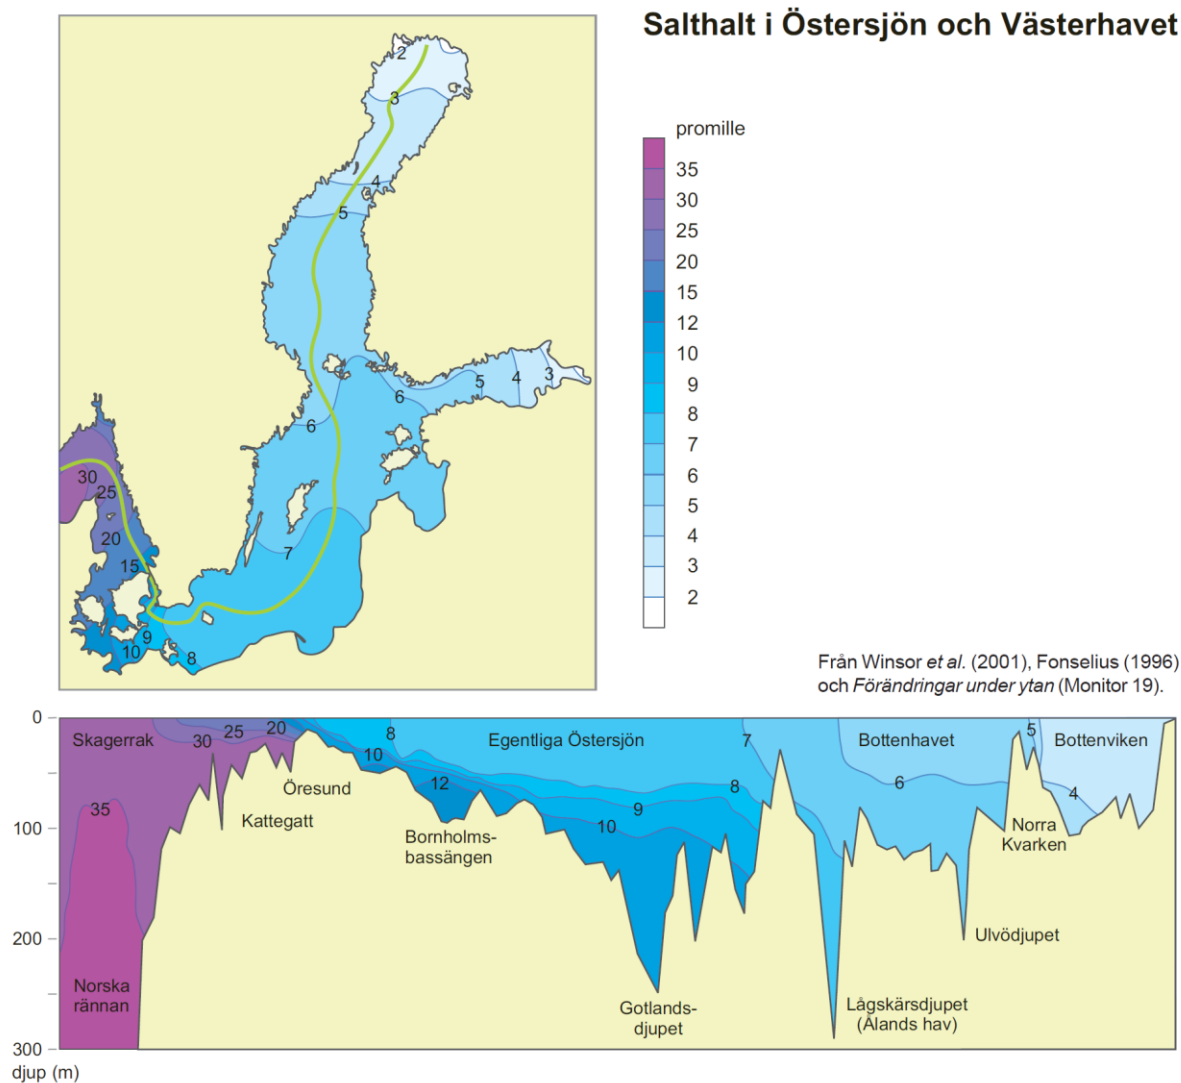 Salthalt i Östersjön och Västerhavet
promille
35
30
25
20
15
12
10
9
8
7
6
5
4
3
2
2
3
4
5
6
6
5
4
3
7
30
25
20
15
9
10
8
Från Winsor et al. (2001), Fonselius (1996)
och Förändringar under ytan (Monitor 19).
0
100
200
300
djup (m)
Skagerrak
30
25
20
35
Norska
rännan
Öresund
Kattegatt
10
8
12
Bornholms-
bassängen
Egentliga Östersjön
7
8
9
10
Gotlands-
djupet
Bottenhavet
6
5
Bottenviken
4
Norra
Kvarken
Ulvödjupet
Lågskärsdjupet
(Ålands hav)